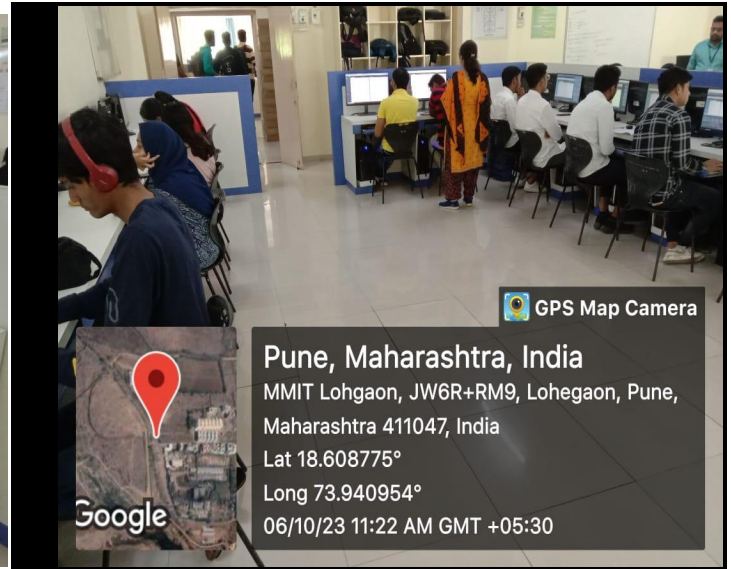 GPS Map Camera
Pune, Maharashtra, India
MMIT Lohgaon, JW6R+RM9, Lohegaon, Pune,
Maharashtra 411047, India
Lat 18.608775°
Long 73.940954°
06/10/23 11:22 AM GMT +05:30
Google